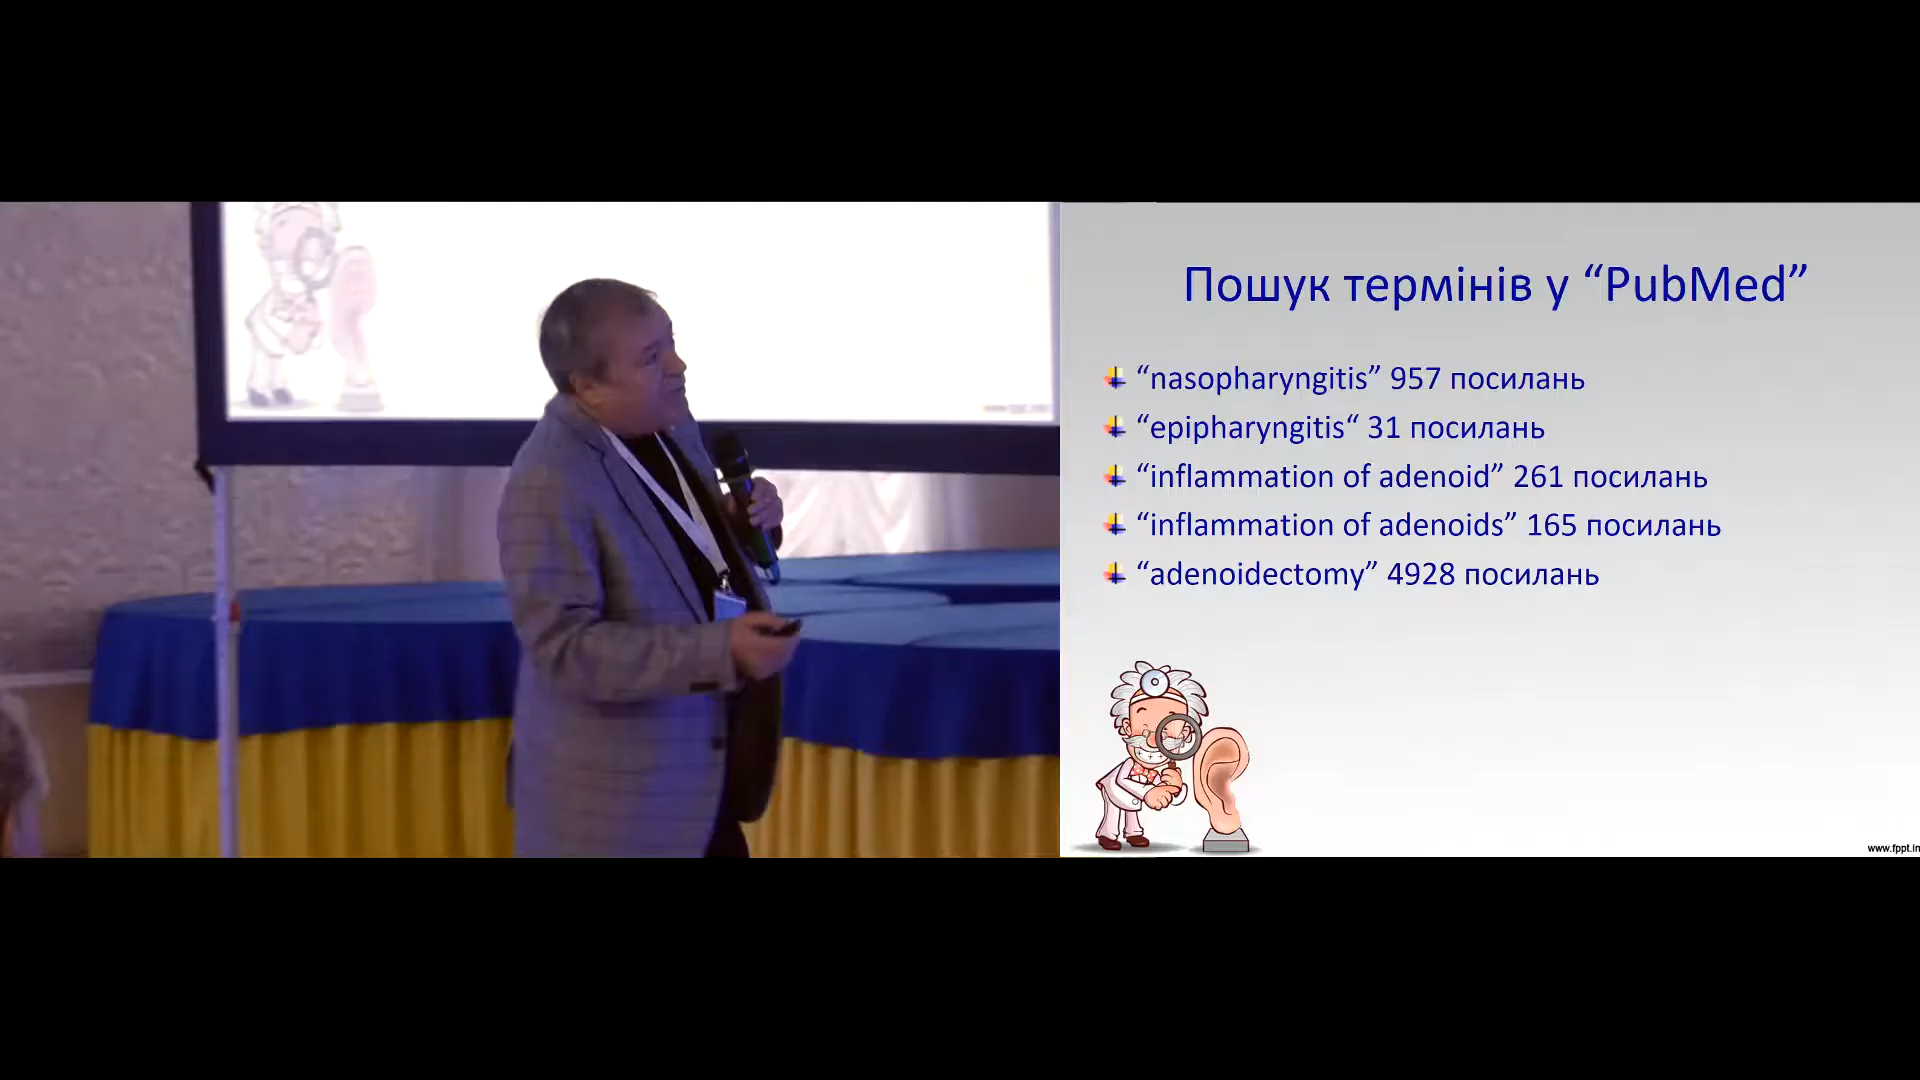 Пошук термінів у “PubMed”
“nasopharyngitis” 957 посилань
“epipharyngitis“ 31 посилань
“inflammation of adenoid” 261 посилань
“inflammation of adenoids” 165 посилань
“adenoidectomy” 4928 посилань
www.fppt.in